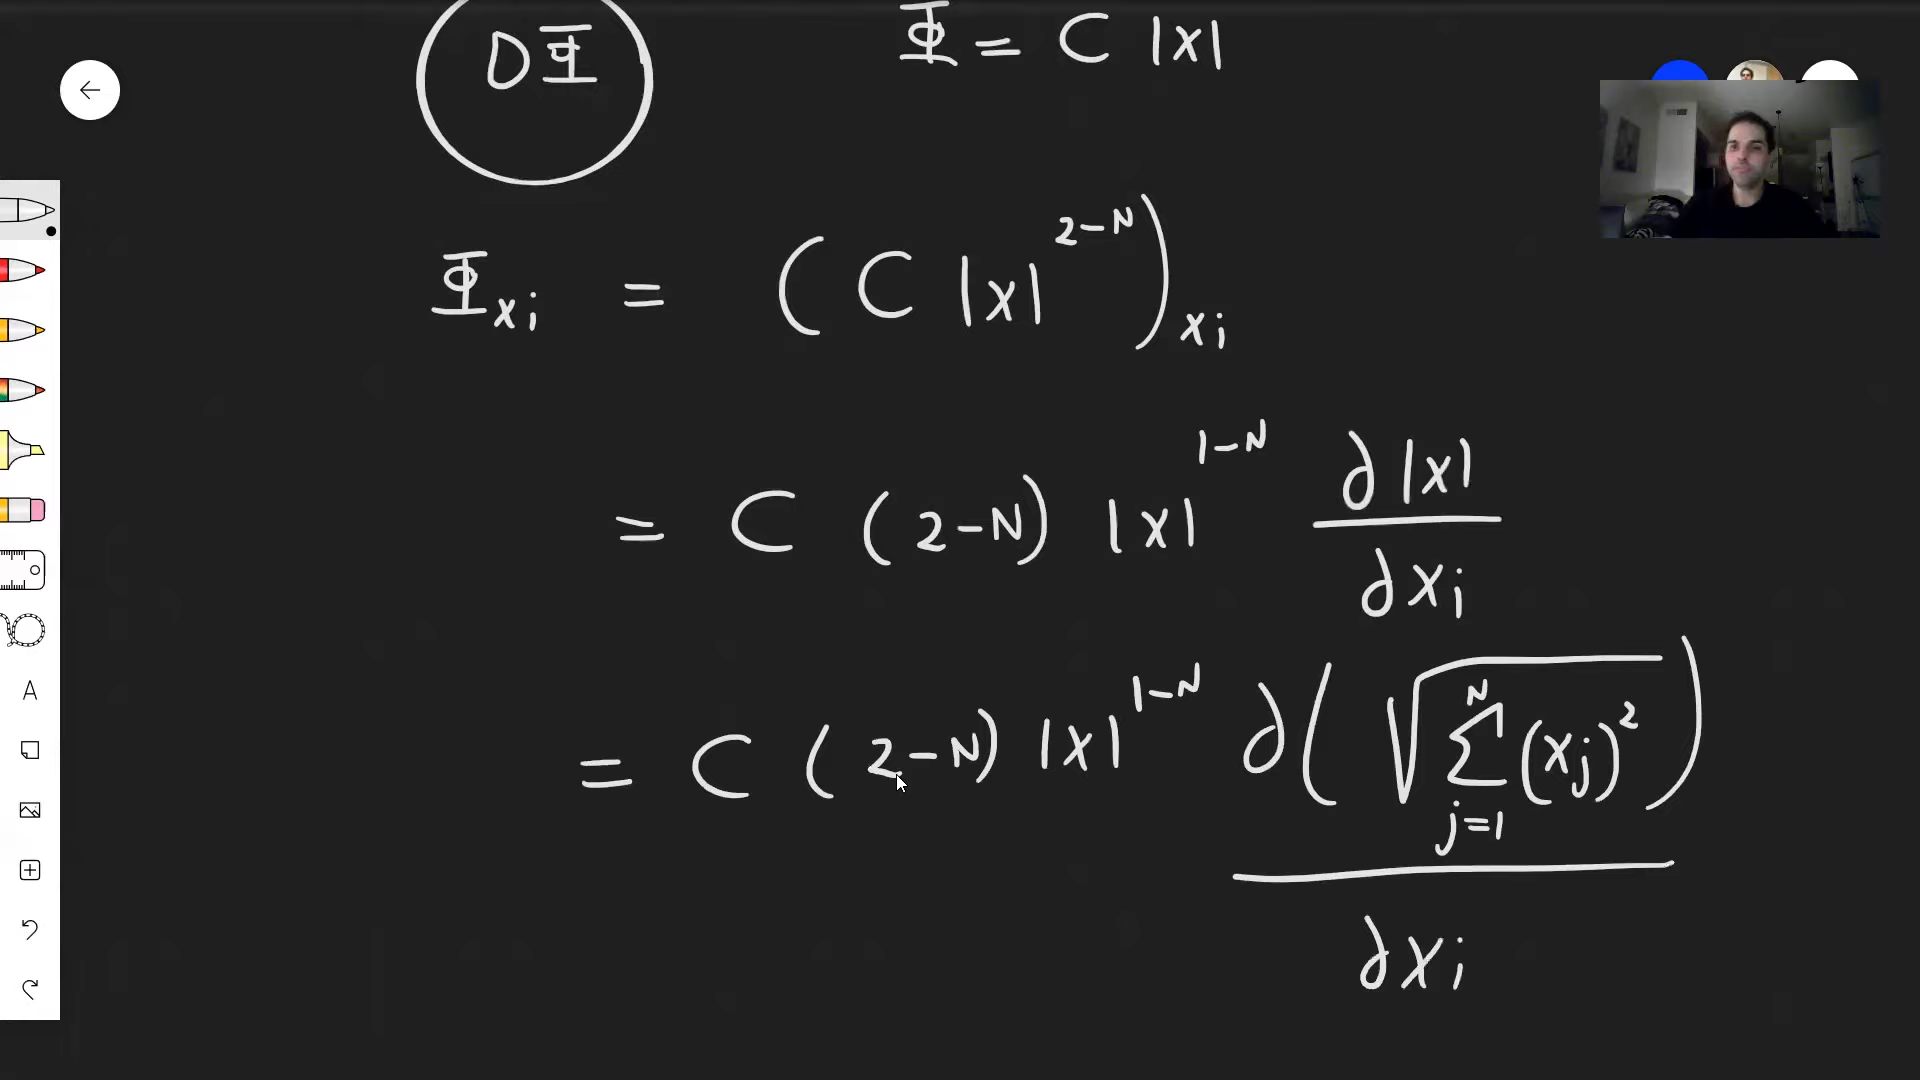 DΦ Φ = C |x|
Φ_{x_i} = (C |x|^{2-N})_{x_i}
= C (2-N) |x|^{1-N} ∂|x| / ∂x_i
= C (2-N) |x|^{1-N} ∂(√(∑_{j=1}^{N} (x_j)^2)) / ∂x_i
A